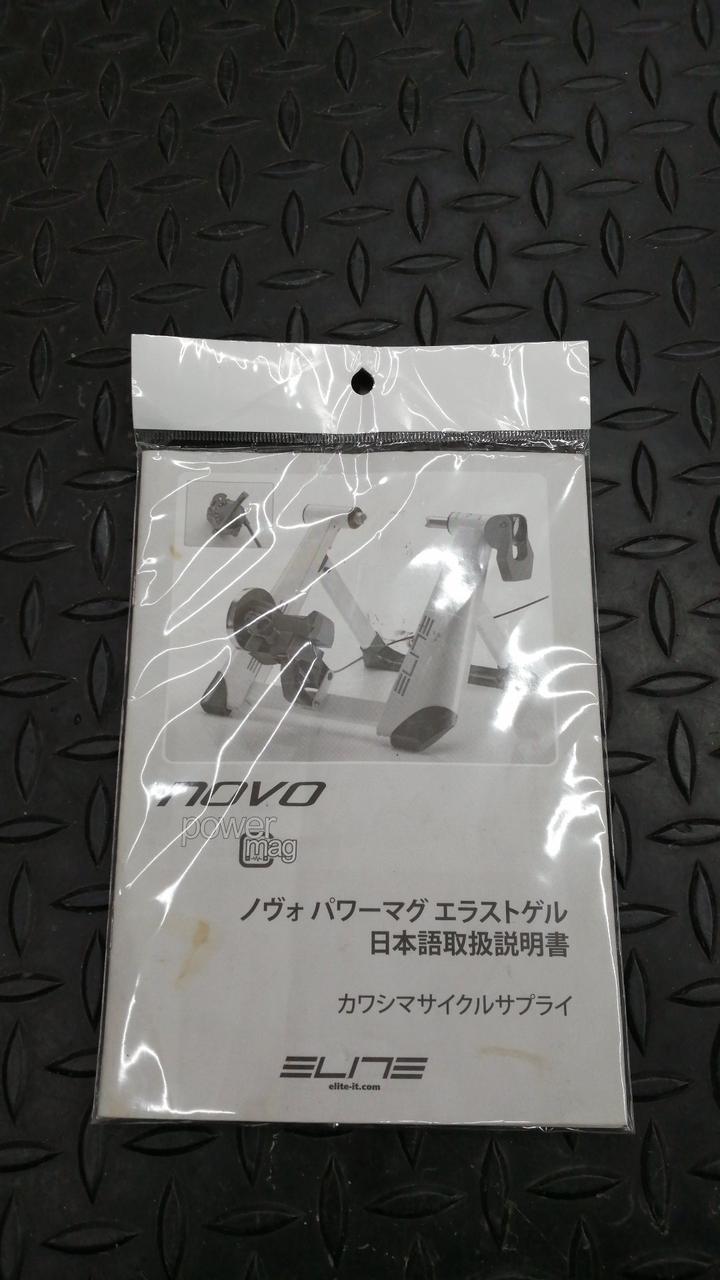 ELITE
ELITE
novo
power
mag
ノヴォ パワーマグ エラストゲル
日本語取扱説明書
カワシマサイクルサプライ
ELITE
elite-it.com